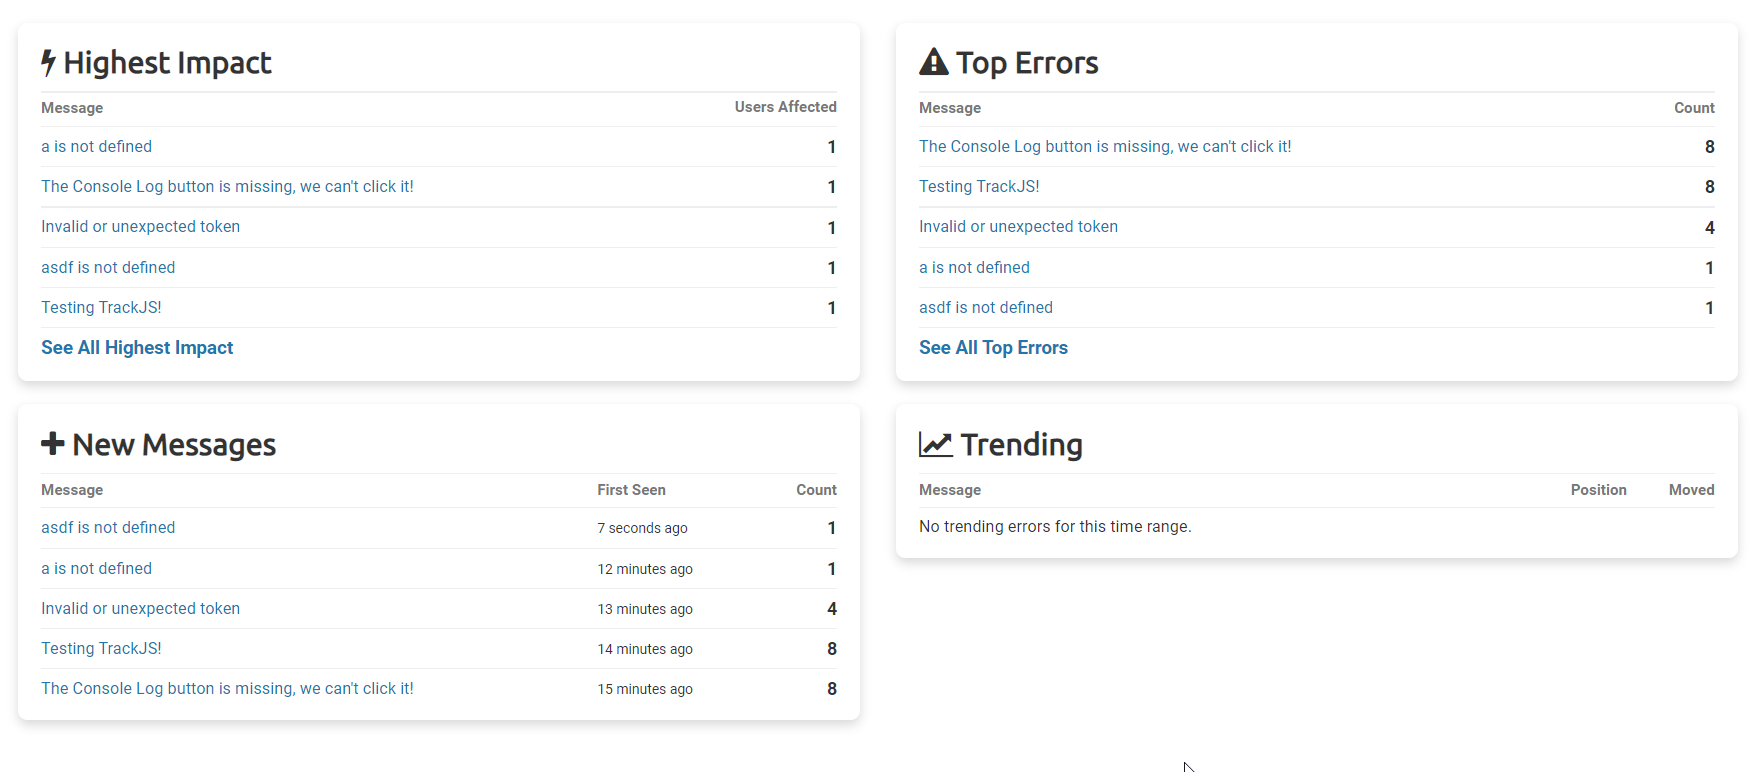 Highest Impact
Message Users Affected
a is not defined 1
The Console Log button is missing, we can't click it! 1
Invalid or unexpected token 1
asdf is not defined 1
Testing TrackJS! 1
See All Highest Impact
Top Errors
Message Count
The Console Log button is missing, we can't click it! 8
Testing TrackJS! 8
Invalid or unexpected token 4
a is not defined 1
asdf is not defined 1
See All Top Errors
New Messages
Message First Seen Count
asdf is not defined 7 seconds ago 1
a is not defined 12 minutes ago 1
Invalid or unexpected token 13 minutes ago 4
Testing TrackJS! 14 minutes ago 8
The Console Log button is missing, we can't click it! 15 minutes ago 8
Trending
Message Position Moved
No trending errors for this time range.